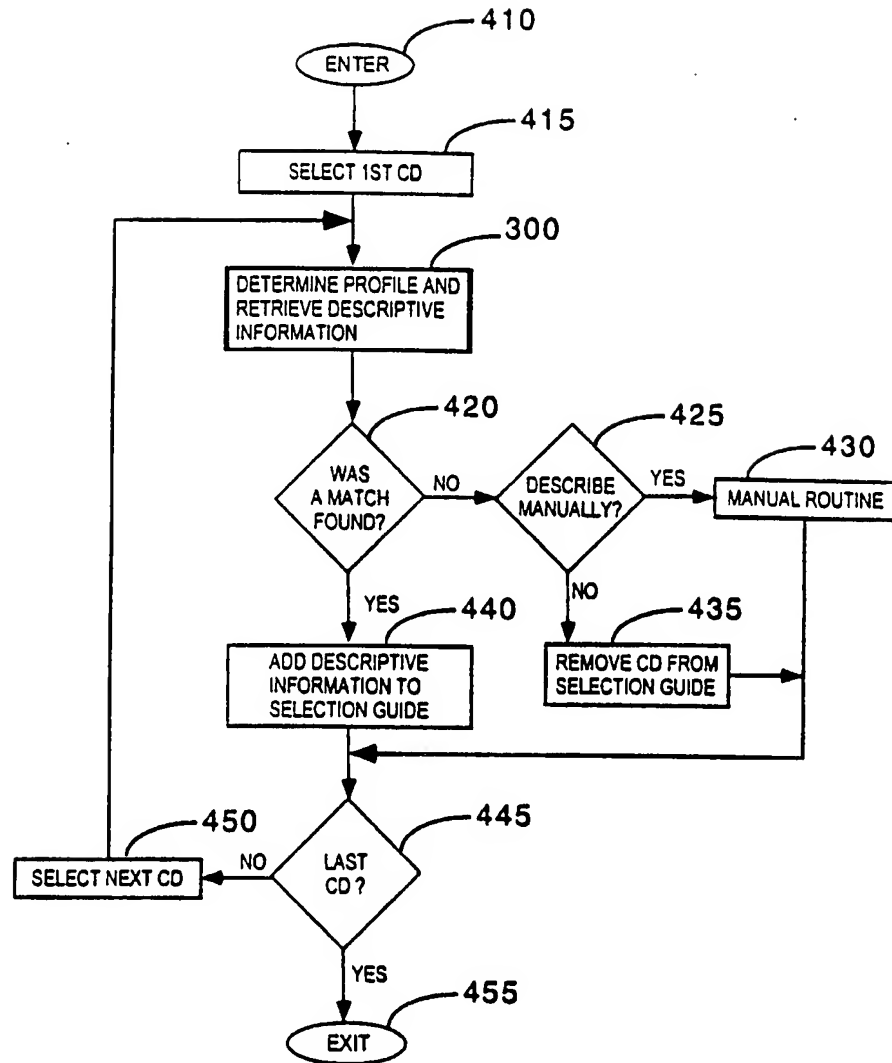 410
ENTER
415
SELECT 1ST CD
300
DETERMINE PROFILE AND
RETRIEVE DESCRIPTIVE
INFORMATION
420
WAS
A MATCH
FOUND?
NO
425
DESCRIBE
MANUALLY?
YES
430
MANUAL ROUTINE
YES
440
ADD DESCRIPTIVE
INFORMATION TO
SELECTION GUIDE
NO
435
REMOVE CD FROM
SELECTION GUIDE
445
LAST
CD ?
NO
450
SELECT NEXT CD
YES
455
EXIT